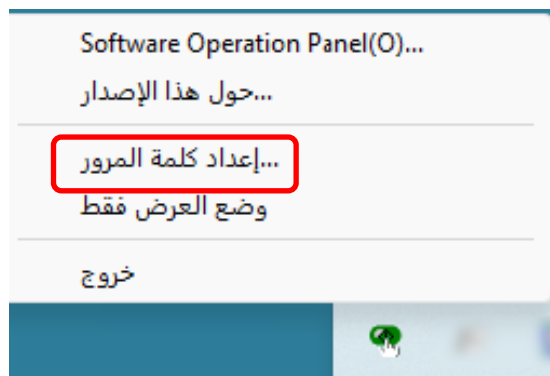 Software Operation Panel(O)...
حول هذا الإصدار...
إعداد كلمة المرور...
وضع العرض فقط
خروج